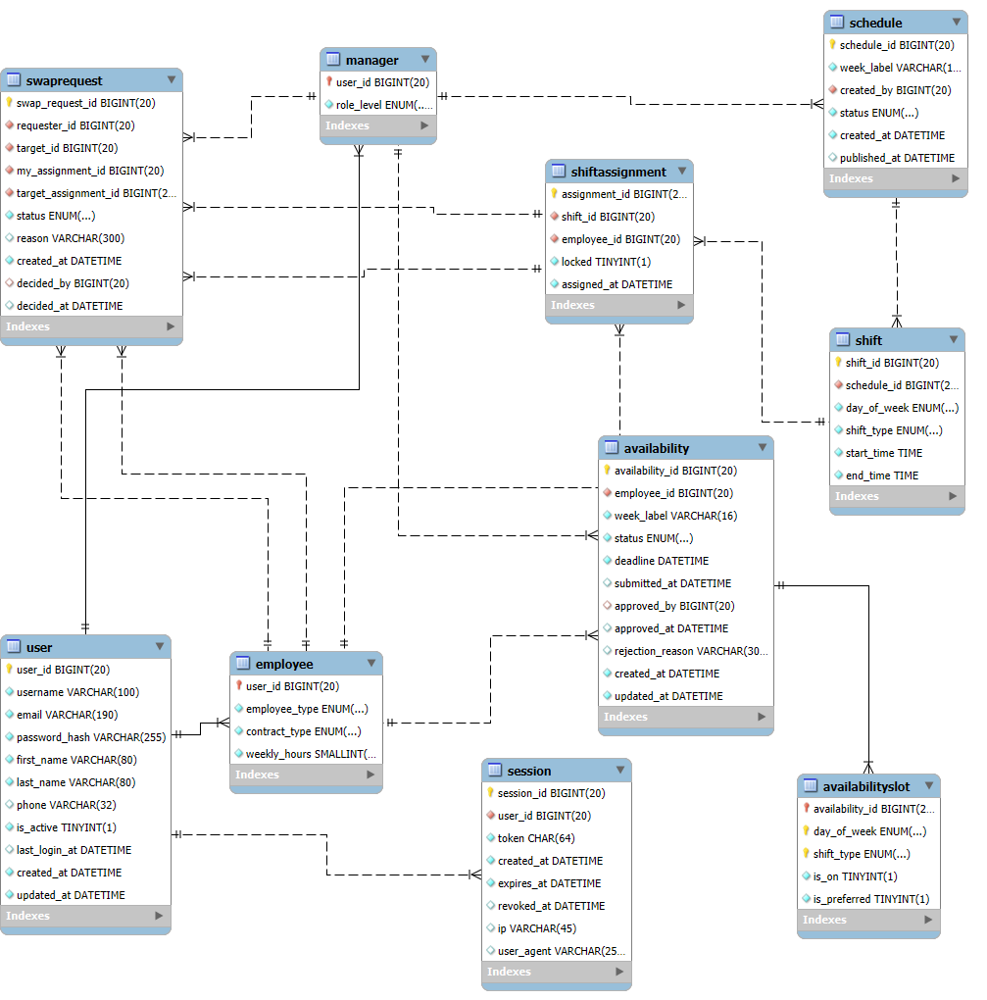 swaprequest
swap_request_id BIGINT(20)
requester_id BIGINT(20)
target_id BIGINT(20)
my_assignment_id BIGINT(20)
target_assignment_id BIGINT(2...
status ENUM(...)
reason VARCHAR(300)
created_at DATETIME
decided_by BIGINT(20)
decided_at DATETIME
Indexes
manager
user_id BIGINT(20)
role_level ENUM(...
Indexes
schedule
schedule_id BIGINT(20)
week_label VARCHAR(1...
created_by BIGINT(20)
status ENUM(...)
created_at DATETIME
published_at DATETIME
Indexes
shiftassignment
assignment_id BIGINT(2...
shift_id BIGINT(20)
employee_id BIGINT(20)
locked TINYINT(1)
assigned_at DATETIME
Indexes
shift
shift_id BIGINT(20)
schedule_id BIGINT(2...
day_of_week ENUM(...)
shift_type ENUM(...)
start_time TIME
end_time TIME
Indexes
availability
availability_id BIGINT(20)
employee_id BIGINT(20)
week_label VARCHAR(16)
status ENUM(...)
deadline DATETIME
submitted_at DATETIME
approved_by BIGINT(20)
approved_at DATETIME
rejection_reason VARCHAR(30...
created_at DATETIME
updated_at DATETIME
Indexes
user
user_id BIGINT(20)
username VARCHAR(100)
email VARCHAR(190)
password_hash VARCHAR(255)
first_name VARCHAR(80)
last_name VARCHAR(80)
phone VARCHAR(32)
is_active TINYINT(1)
last_login_at DATETIME
created_at DATETIME
updated_at DATETIME
Indexes
employee
user_id BIGINT(20)
employee_type ENUM(...)
contract_type ENUM(...)
weekly_hours SMALLINT(...
Indexes
session
session_id BIGINT(20)
user_id BIGINT(20)
token CHAR(64)
created_at DATETIME
expires_at DATETIME
revoked_at DATETIME
ip VARCHAR(45)
user_agent VARCHAR(25...
Indexes
availabilityslot
availability_id BIGINT(2...
day_of_week ENUM(...)
shift_type ENUM(...)
is_on TINYINT(1)
is_preferred TINYINT(1)
Indexes